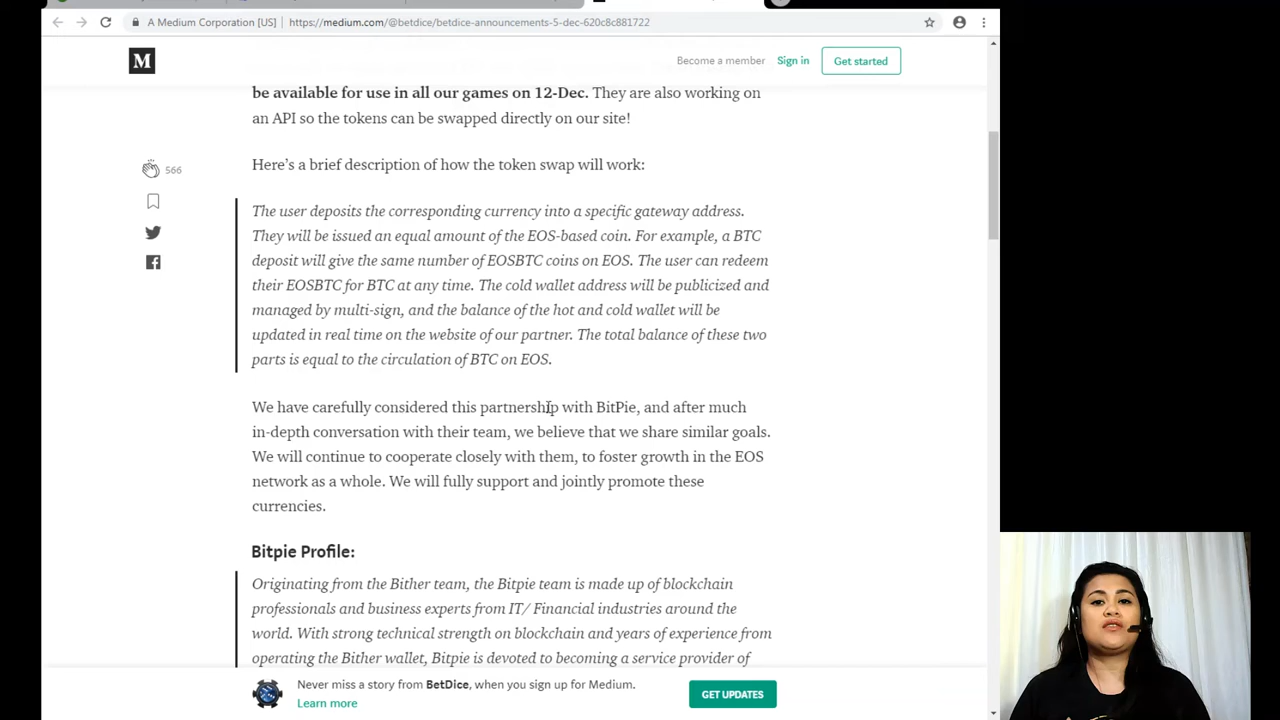 A Medium Corporation [US]
https://medium.com/@betdice/betdice-announcements-5-dec-620c8c881722
M
Become a member
Sign in
Get started
be available for use in all our games on 12-Dec. They are also working on
an API so the tokens can be swapped directly on our site!
566
Here's a brief description of how the token swap will work:
The user deposits the corresponding currency into a specific gateway address.
They will be issued an equal amount of the EOS-based coin. For example, a BTC
deposit will give the same number of EOSBTC coins on EOS. The user can redeem
their EOSBTC for BTC at any time. The cold wallet address will be publicized and
managed by multi-sign, and the balance of the hot and cold wallet will be
updated in real time on the website of our partner. The total balance of these two
parts is equal to the circulation of BTC on EOS.
We have carefully considered this partnership with BitPie, and after much
in-depth conversation with their team, we believe that we share similar goals.
We will continue to cooperate closely with them, to foster growth in the EOS
network as a whole. We will fully support and jointly promote these
currencies.
Bitpie Profile:
Originating from the Bither team, the Bitpie team is made up of blockchain
professionals and business experts from IT/ Financial industries around the
world. With strong technical strength on blockchain and years of experience from
operating the Bither wallet, Bitpie is devoted to becoming a service provider of
Never miss a story from BetDice, when you sign up for Medium.
Learn more
GET UPDATES